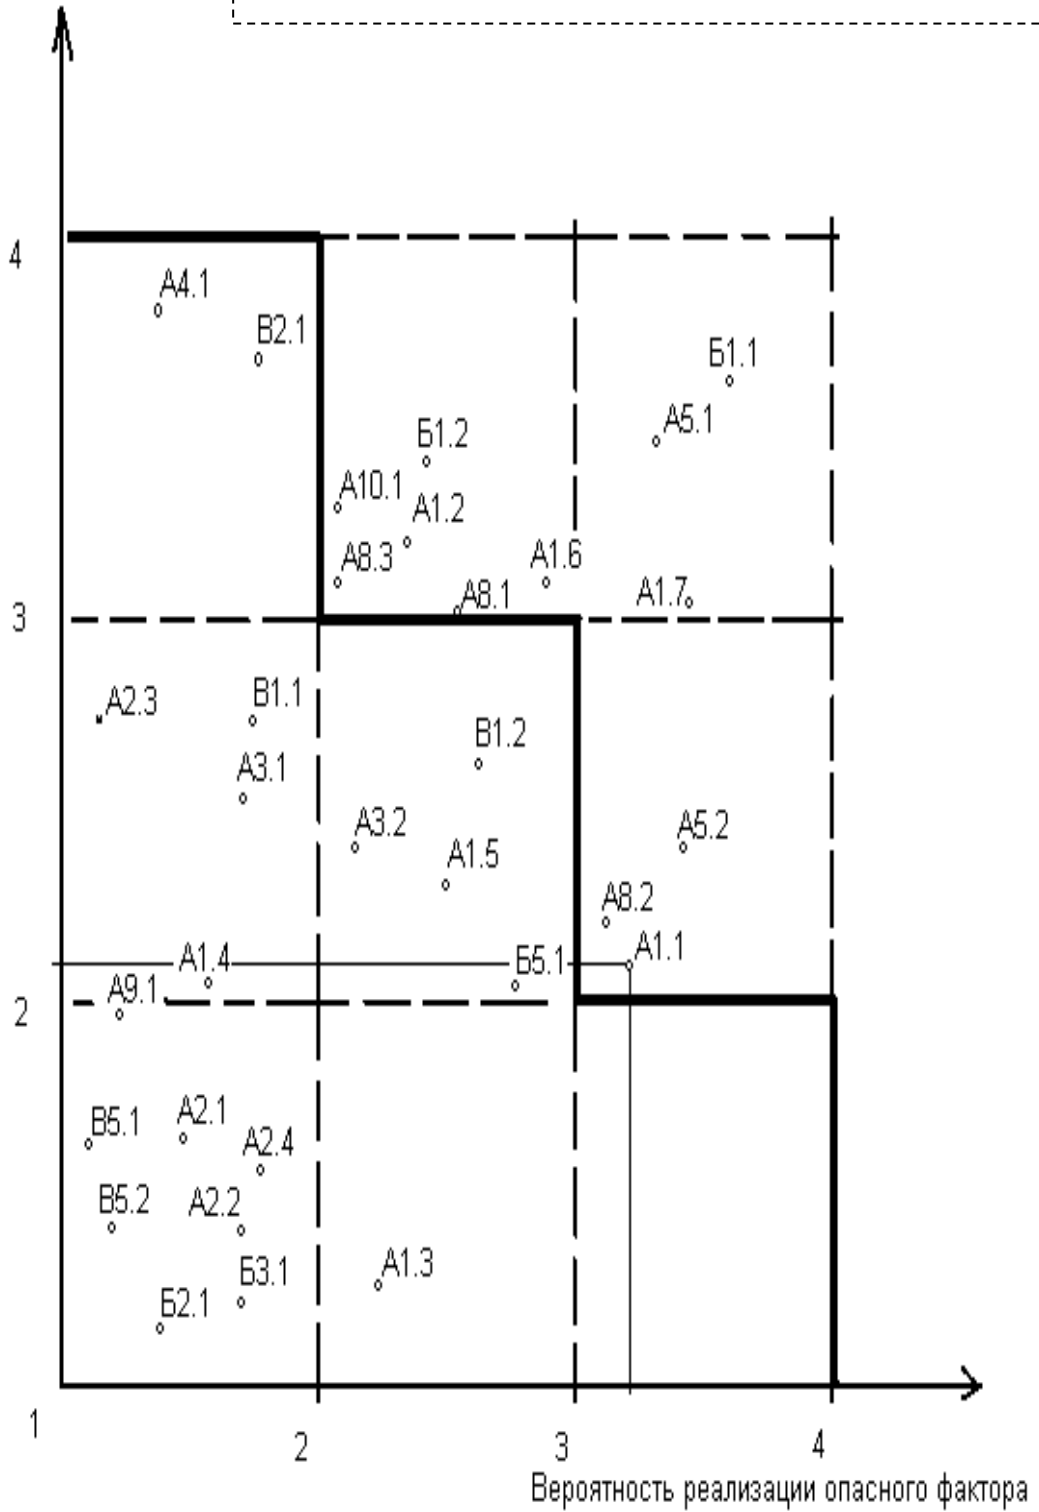 4
А4.1
В2.1
Б1.1
А5.1
Б1.2
А10.1
А1.2
А8.3
А1.6
А8.1
А1.7
3
А2.3
В1.1
В1.2
А3.1
А3.2
А1.5
А5.2
А8.2
А1.1
А1.4
Б5.1
А9.1
2
В5.1
А2.1
А2.4
В5.2
А2.2
Б3.1
А1.3
Б2.1
1
2
3
4
Вероятность реализации опасного фактора